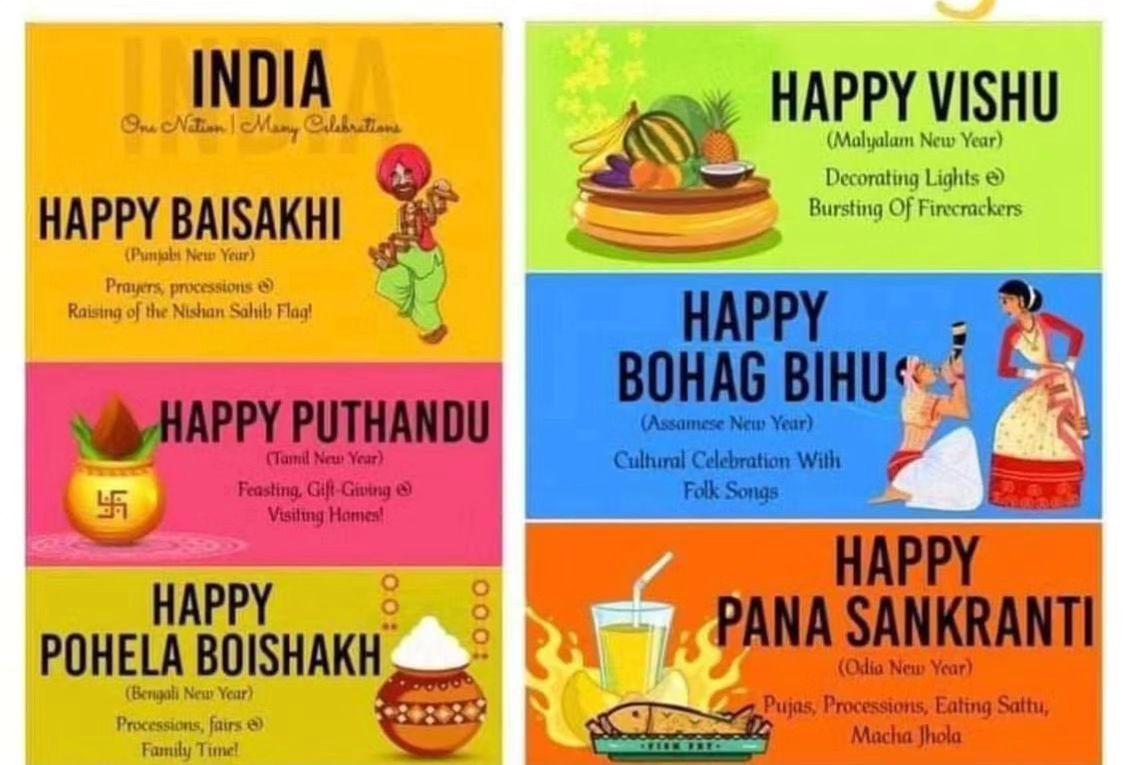 INDIA
One Nation | Many Celebrations
HAPPY BAISAKHI
(Punjabi New Year)
Prayers, processions &
Raising of the Nishan Sahib Flag!
HAPPY PUTHANDU
(Tamil New Year)
Feasting, Gift-Giving &
Visiting Homes!
HAPPY
POHELA BOISHAKH
(Bengali New Year)
Processions, fairs &
Family Time!
HAPPY VISHU
(Malyalam New Year)
Decorating Lights &
Bursting Of Firecrackers
HAPPY
BOHAG BIHU
(Assamese New Year)
Cultural Celebration With
Folk Songs
HAPPY
PANA SANKRANTI
(Odia New Year)
Pujas, Processions, Eating Sattu,
Macha Jhola
FISH FRY